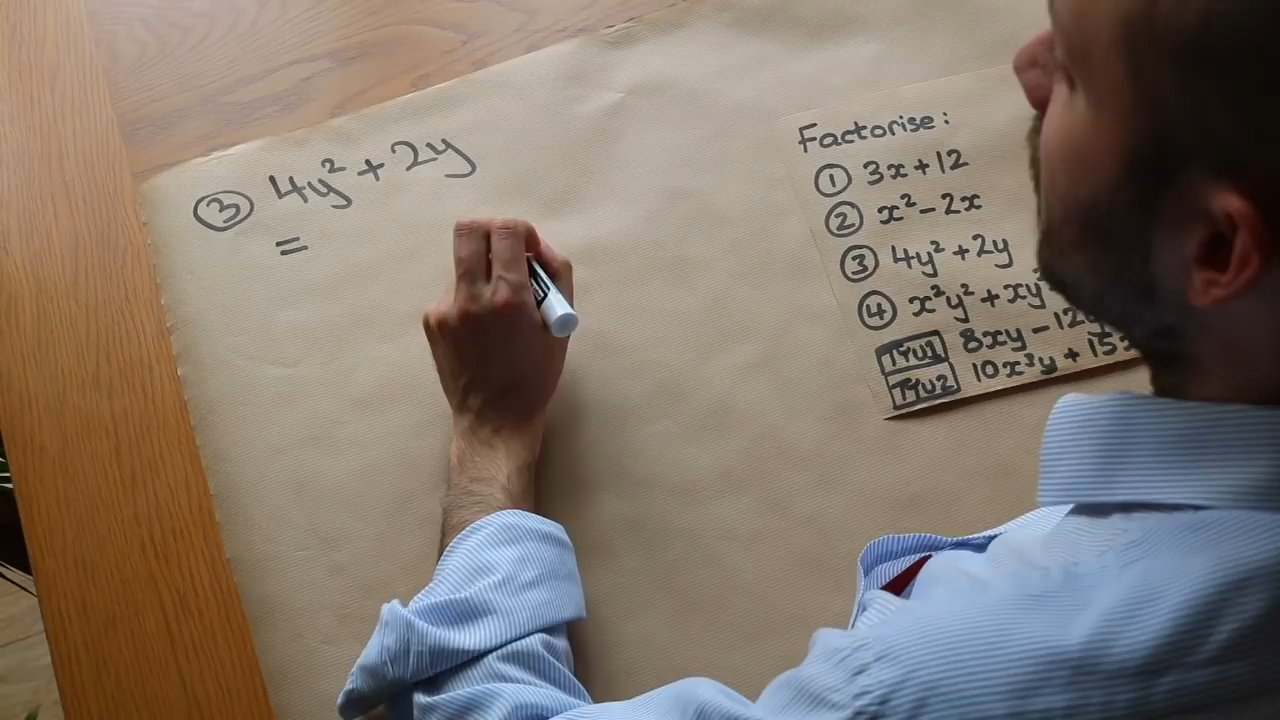 ③ 4y² + 2y
=
Factorise:
① 3x + 12
② x² - 2x
③ 4y² + 2y
④ x²y² + xy
TYU1 8xy - 12
TYU2 10x³y + 15